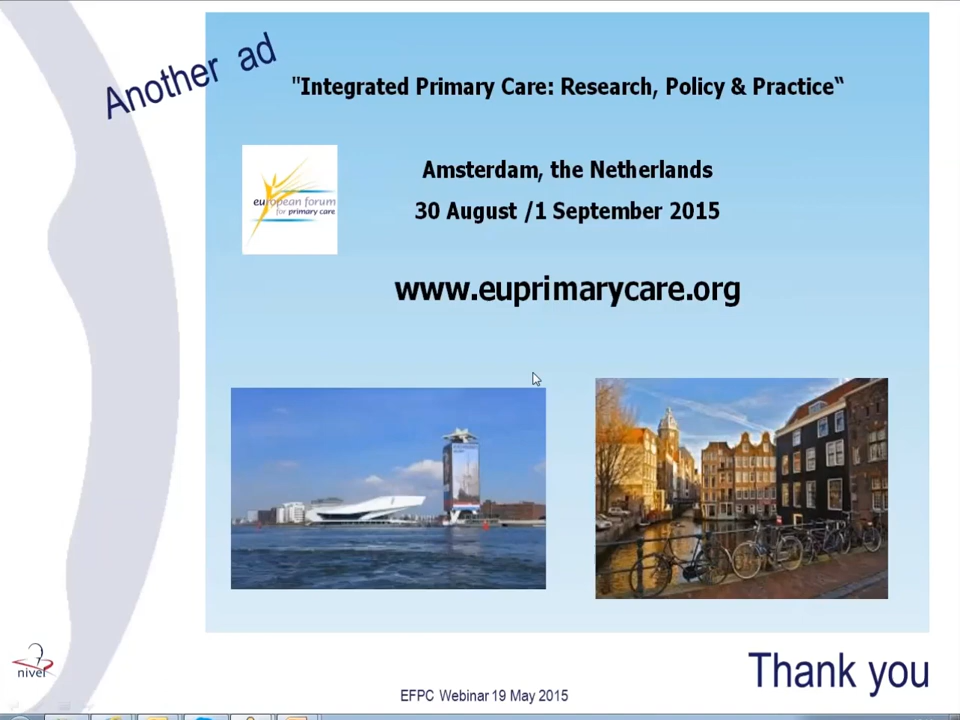 Another ad
"Integrated Primary Care: Research, Policy & Practice“
Amsterdam, the Netherlands
30 August /1 September 2015
european forum
for primary care
www.euprimarycare.org
nivel
EFPC Webinar 19 May 2015
Thank you